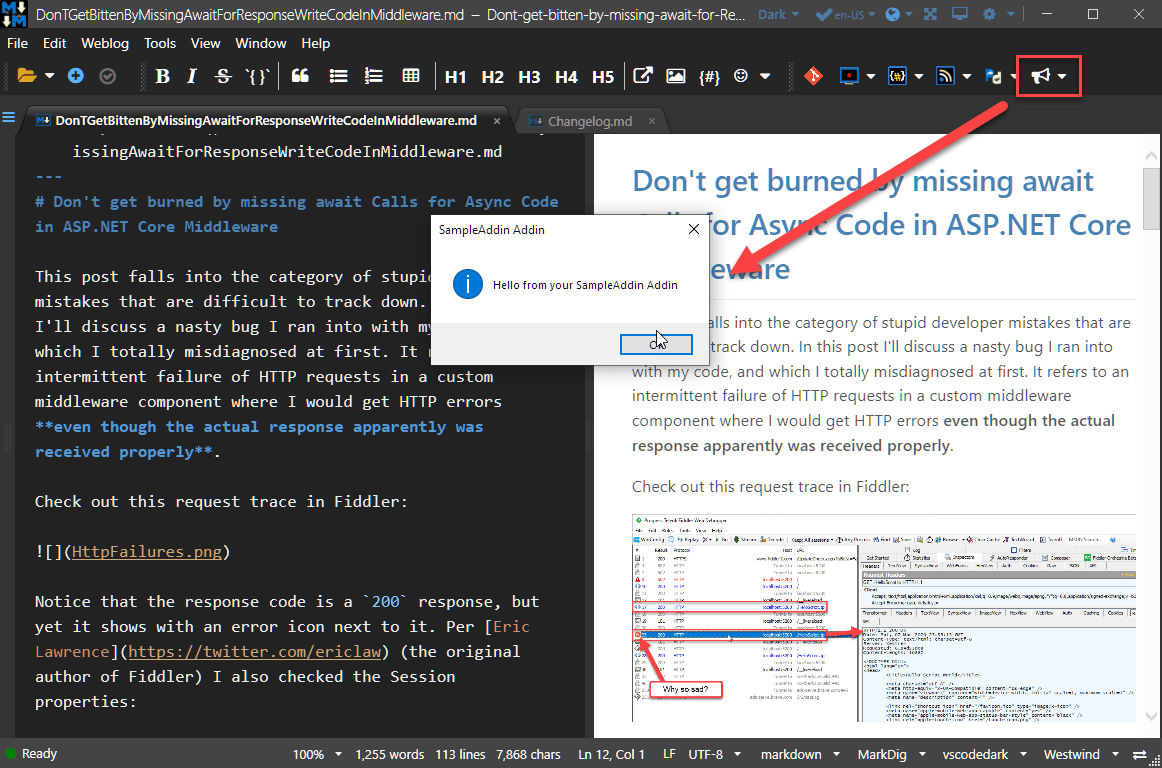 DonTGetBittenByMissingAwaitForResponseWriteCodeInMiddleware.md – Dont-get-bitten-by-missing-await-for-Re...
Dark
en-US
File Edit Weblog Tools View Window Help
B I S `{}` H1 H2 H3 H4 H5 {#}
DonTGetBittenByMissingAwaitForResponseWriteCodeInMiddleware.md
Changelog.md
issingAwaitForResponseWriteCodeInMiddleware.md
---
# Don't get burned by missing await Calls for Async Code
in ASP.NET Core Middleware
This post falls into the category of stupid
mistakes that are difficult to track down.
I'll discuss a nasty bug I ran into with my
which I totally misdiagnosed at first. It
intermittent failure of HTTP requests in a custom
middleware component where I would get HTTP errors
**even though the actual response apparently was
received properly**.
Check out this request trace in Fiddler:
![](HttpFailures.png)
Notice that the response code is a `200` response, but
yet it shows with an error icon next to it. Per [Eric
Lawrence](https://twitter.com/ericlaw) (the original
author of Fiddler) I also checked the Session
properties:
SampleAddin Addin
Hello from your SampleAddin Addin
Don't get burned by missing await
for Async Code in ASP.NET Core
eware
alls into the category of stupid developer mistakes that are
track down. In this post I'll discuss a nasty bug I ran into
with my code, and which I totally misdiagnosed at first. It refers to an
intermittent failure of HTTP requests in a custom middleware
component where I would get HTTP errors even though the actual
response apparently was received properly.
Check out this request trace in Fiddler:
Progress Telerik Fiddler Web Debugger
File Edit Rules Tools View Help
Why so sad?
Ready
100% 1,255 words 113 lines 7,868 chars Ln 12, Col 1 LF UTF-8 markdown MarkDig vscodedark Westwind